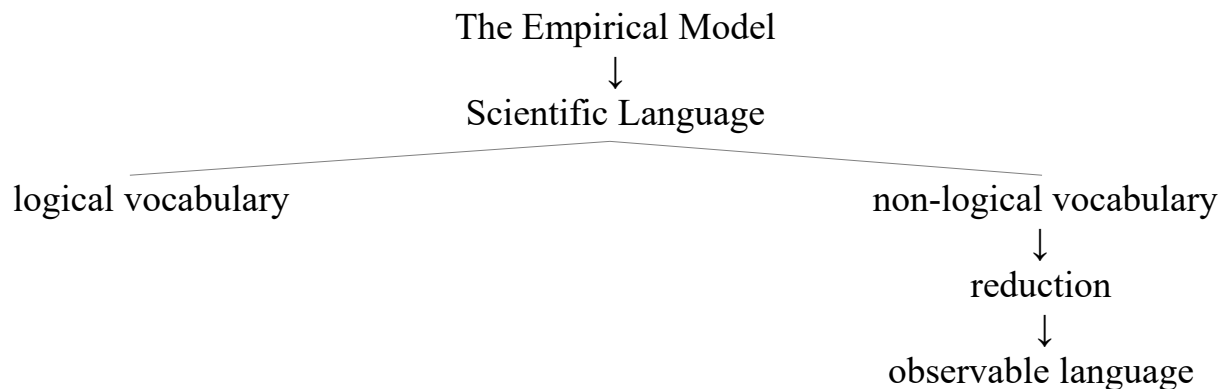 The Empirical Model
↓
Scientific Language
logical vocabulary
non-logical vocabulary
↓
reduction
↓
observable language